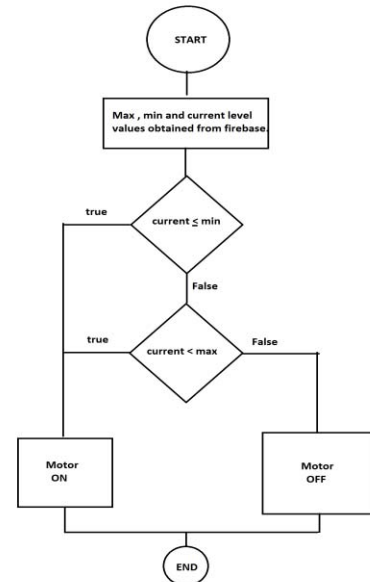 START
Max , min and current level
values obtained from firebase.
true
current ≤ min
False
true
current < max
False
Motor
ON
Motor
OFF
END